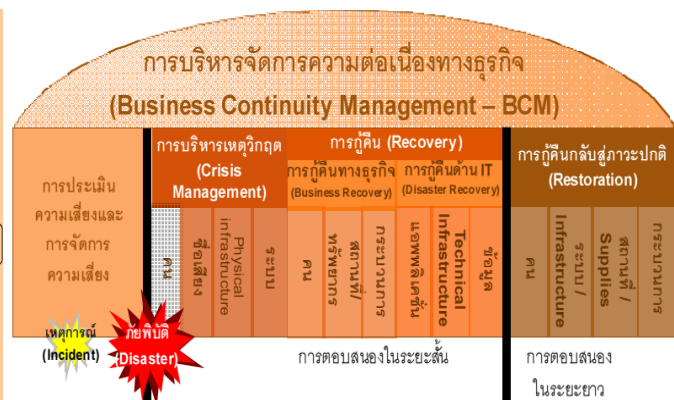 การบริหารจัดการความต่อเนื่องทางธุรกิจ
(Business Continuity Management – BCM)
การประเมิน
ความเสี่ยงและ
การจัดการ
ความเสี่ยง
การบริหารเหตุวิกฤต
(Crisis
Management)
คน
ชื่อเสียง
Physical
infrastructure
ระบบ
การกู้คืน (Recovery)
การกู้คืนทางธุรกิจ
(Business Recovery)
คน
สถานที่/
ทรัพยากร
กระบวนการ
การกู้คืนด้าน IT
(Disaster Recovery)
แอพพลิเคชั่น
Technical
Infrastructure
ข้อมูล
การกู้คืนกลับสู่ภาวะปกติ
(Restoration)
คน
ระบบ /
Infrastructure
สถานที่ /
Supplies
กระบวนการ
เหตุการณ์
(Incident)
ภัยพิบัติ
(Disaster)
การตอบสนองในระยะสั้น
การตอบสนอง
ในระยะยาว